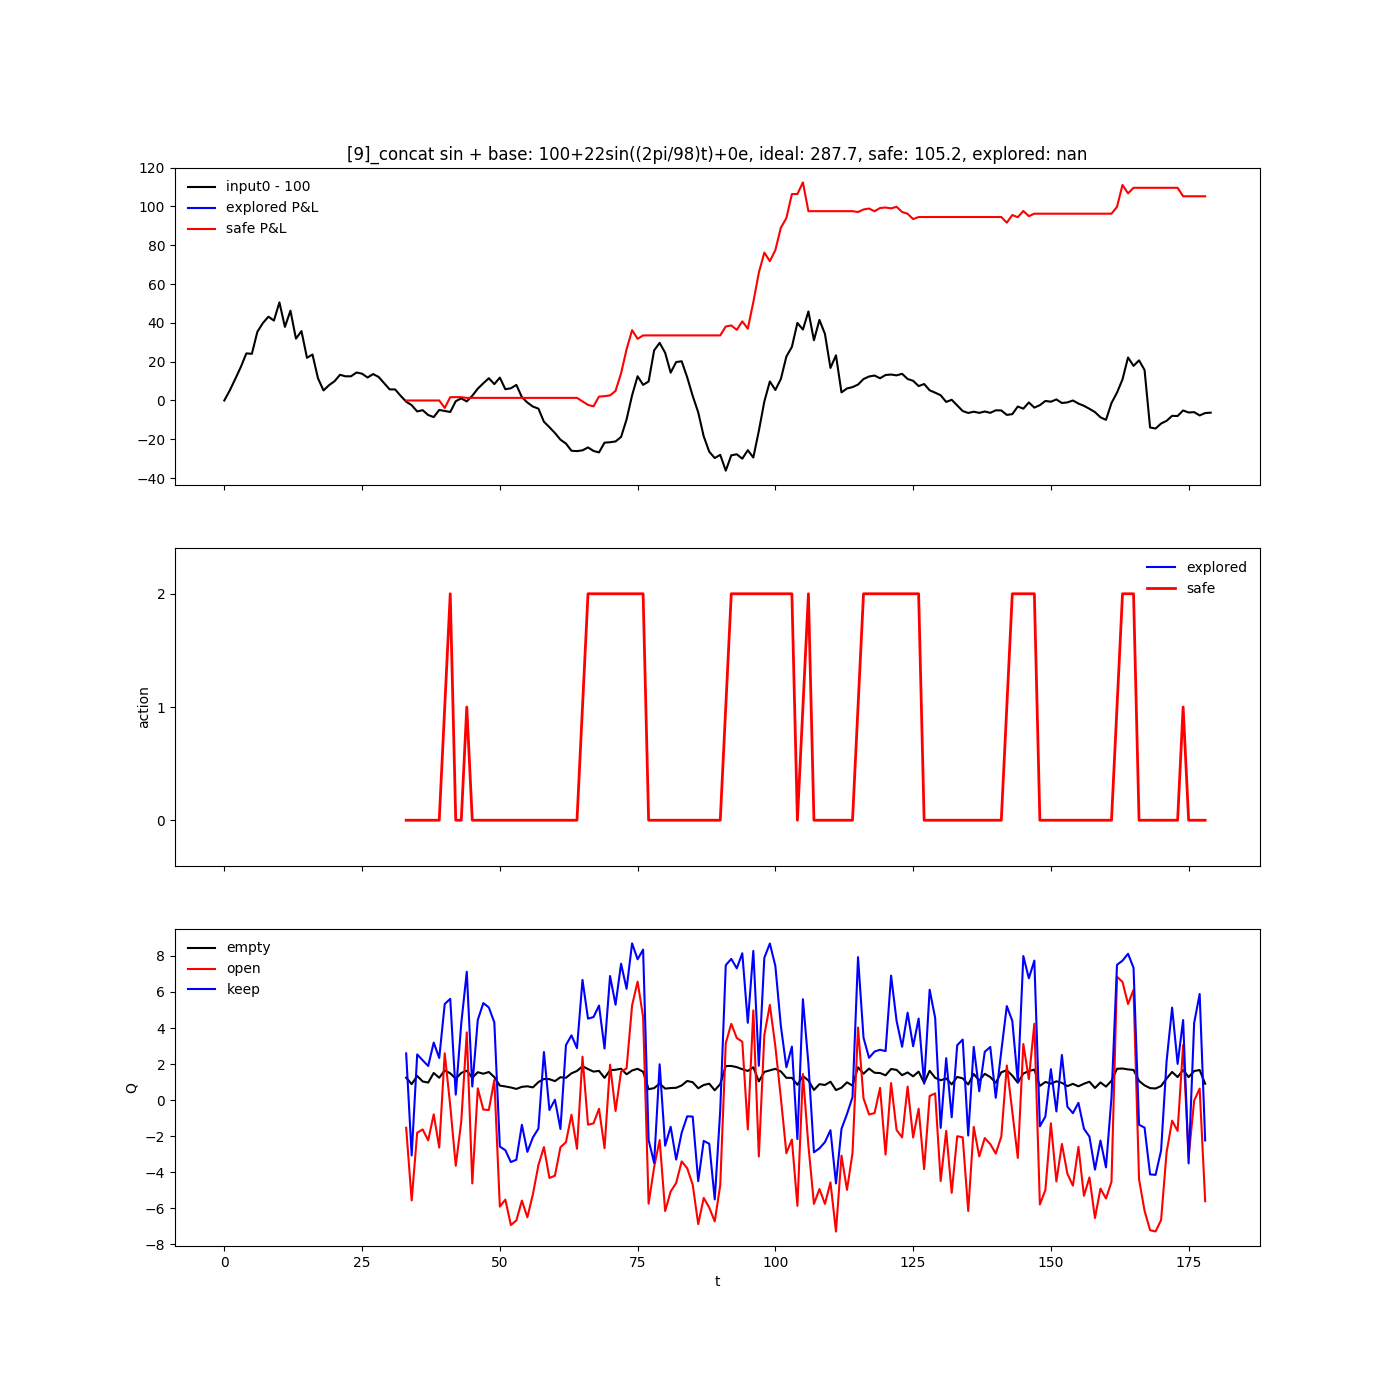 [9]_concat sin + base: 100+22sin((2pi/98)t)+0e, ideal: 287.7, safe: 105.2, explored: nan
120
100
80
60
40
20
0
−20
−40
input0 - 100
explored P&L
safe P&L
2
1
0
action
explored
safe
8
6
4
2
0
−2
−4
−6
−8
Q
empty
open
keep
0 25 50 75 100 125 150 175
t